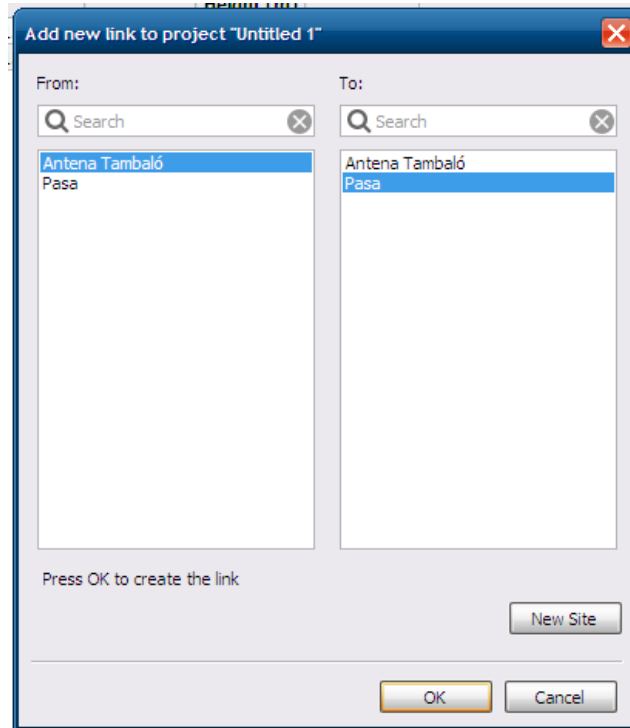 Height (m)
Add new link to project "Untitled 1"
From:
To:
Search
Search
Antena Tambaló
Pasa
Antena Tambaló
Pasa
Press OK to create the link
New Site
OK
Cancel